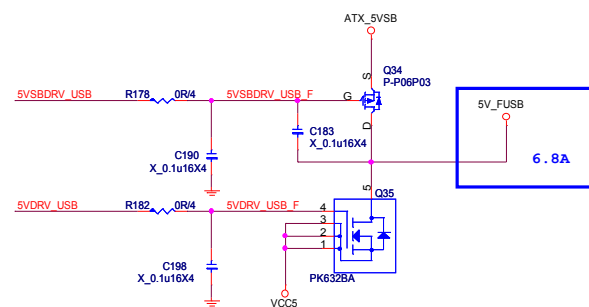 ATX_5VSB
S
Q34
P-P06P03
5VSBDRV_USB
R178
0R/4
5VSBDRV_USB_F
G
D
C183
X_0.1u16X4
C190
X_0.1u16X4
5V_FUSB
6.8A
5
Q35
5VDRV_USB
R182
0R/4
5VDRV_USB_F
4
3
2
1
PK632BA
C198
X_0.1u16X4
VCC5